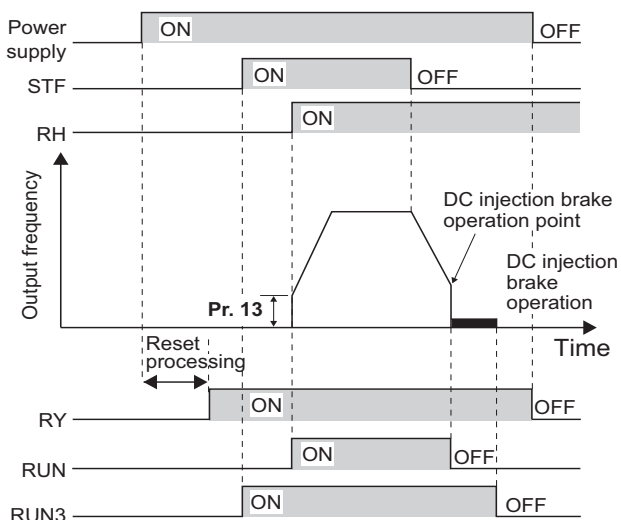 Power
supply
ON
OFF
STF
ON
OFF
RH
ON
Output frequency
Pr. 13
DC injection brake
operation point
DC injection
brake
operation
Time
Reset
processing
RY
ON
OFF
RUN
ON
OFF
RUN3
ON
OFF